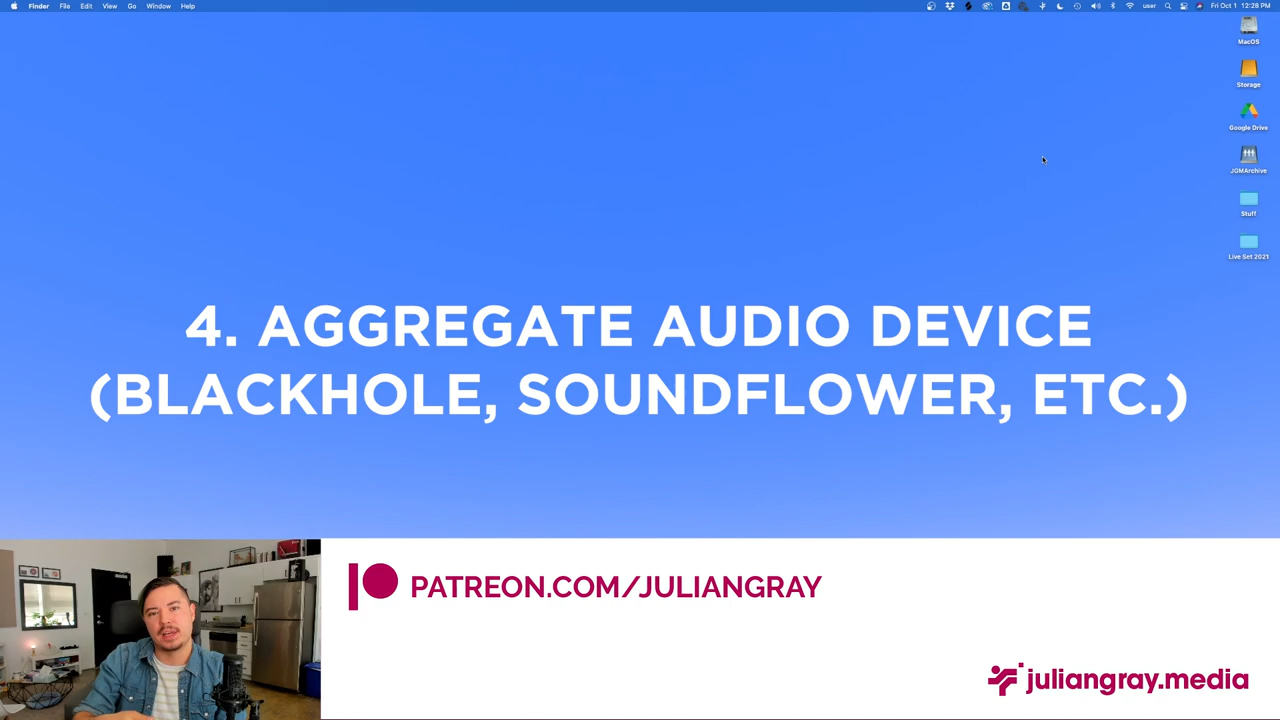 Finder File Edit View Go Window Help
user Fri Oct 1 12:28 PM
MacOS
Storage
Google Drive
JGMArchive
Stuff
Live Set 2021
4. AGGREGATE AUDIO DEVICE
(BLACKHOLE, SOUNDFLOWER, ETC.)
PATREON.COM/JULIANGRAY
juliangray.media